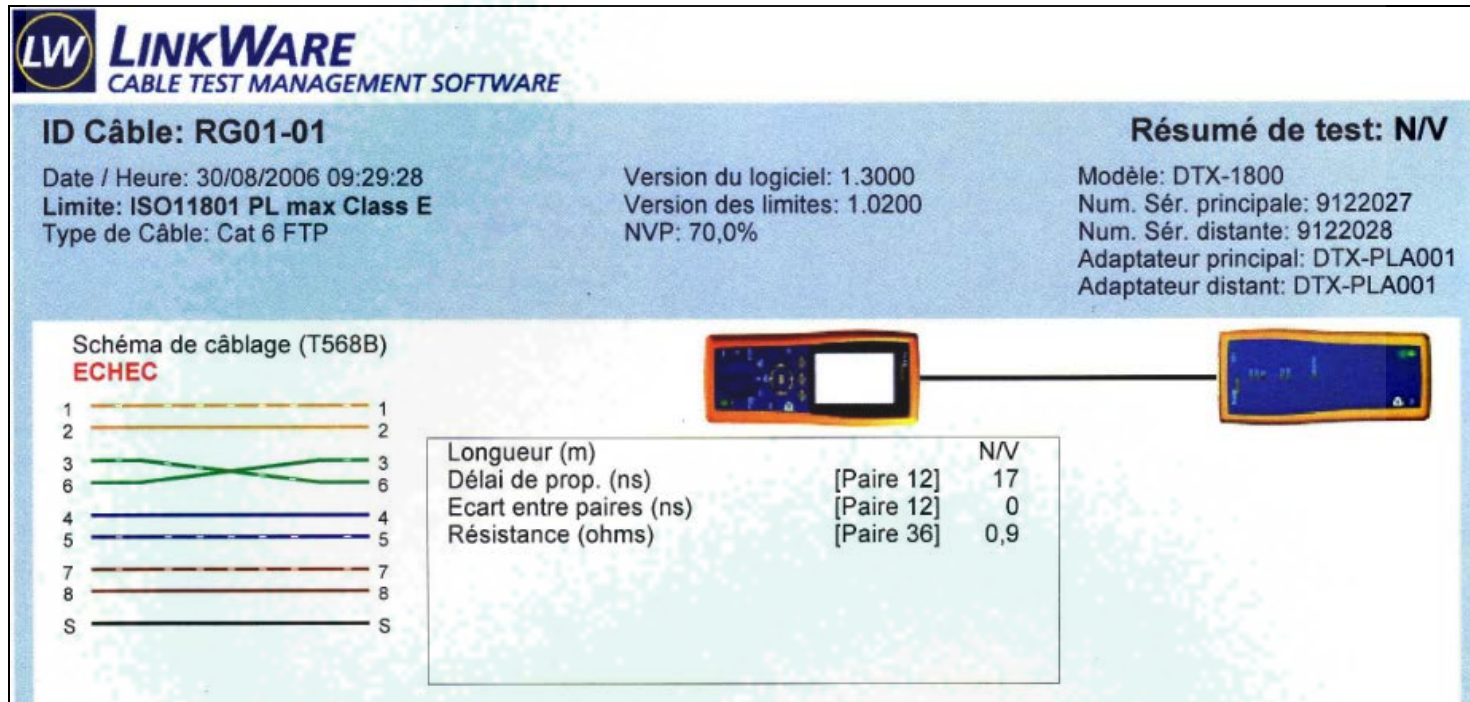 LW LINKWARE
CABLE TEST MANAGEMENT SOFTWARE
ID Câble: RG01-01
Résumé de test: N/V
Date / Heure: 30/08/2006 09:29:28
Limite: ISO11801 PL max Class E
Type de Câble: Cat 6 FTP
Version du logiciel: 1.3000
Version des limites: 1.0200
NVP: 70,0%
Modèle: DTX-1800
Num. Sér. principale: 9122027
Num. Sér. distante: 9122028
Adaptateur principal: DTX-PLA001
Adaptateur distant: DTX-PLA001
Schéma de câblage (T568B)
ECHEC
1 1
2 2
3 3
6 6
4 4
5 5
7 7
8 8
S S
Longueur (m) N/V
Délai de prop. (ns) [Paire 12] 17
Ecart entre paires (ns) [Paire 12] 0
Résistance (ohms) [Paire 36] 0,9